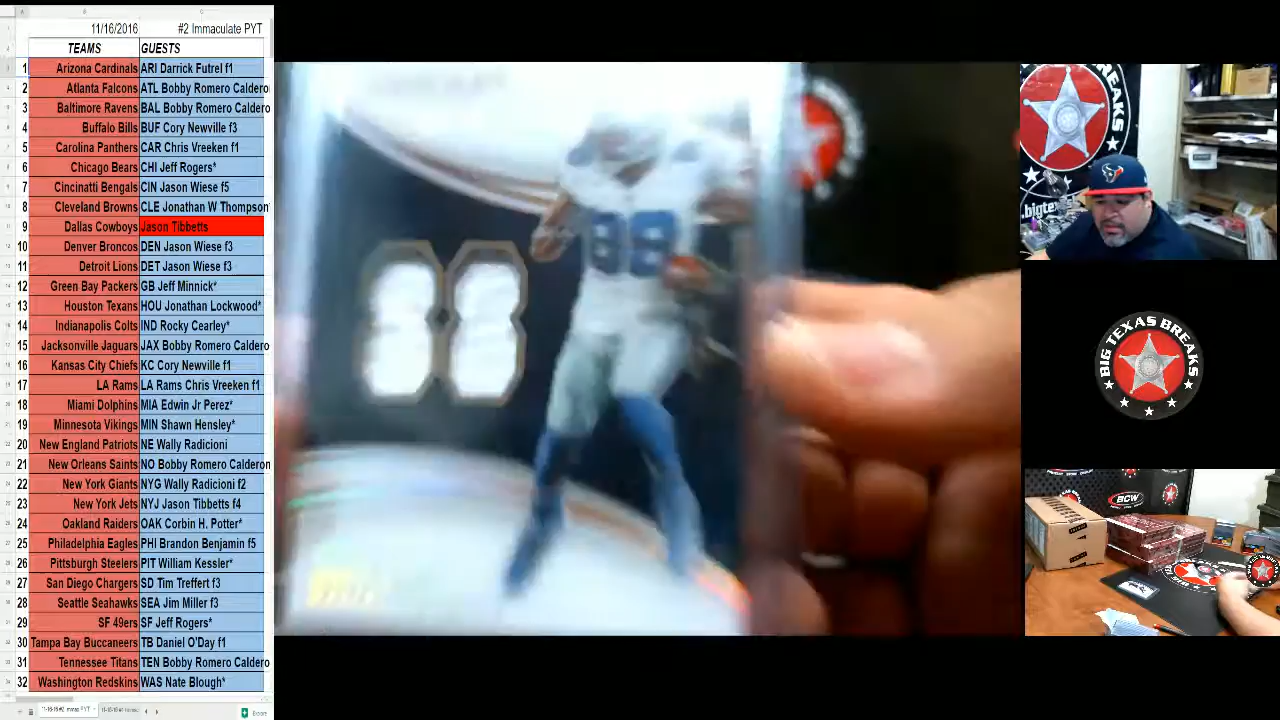 11/16/2016 #2 Immaculate PYT
TEAMS GUESTS
1 Arizona Cardinals ARI Darrick Futrel f1
2 Atlanta Falcons ATL Bobby Romero Caldero
3 Baltimore Ravens BAL Bobby Romero Caldero
4 Buffalo Bills BUF Cory Newville f3
5 Carolina Panthers CAR Chris Vreeken f1
6 Chicago Bears CHI Jeff Rogers*
7 Cincinatti Bengals CIN Jason Wiese f5
8 Cleveland Browns CLE Jonathan W Thompson
9 Dallas Cowboys Jason Tibbetts
10 Denver Broncos DEN Jason Wiese f3
11 Detroit Lions DET Jason Wiese f3
12 Green Bay Packers GB Jeff Minnick*
13 Houston Texans HOU Jonathan Lockwood*
14 Indianapolis Colts IND Rocky Cearley*
15 Jacksonville Jaguars JAX Bobby Romero Caldero
16 Kansas City Chiefs KC Cory Newville f1
17 LA Rams LA Rams Chris Vreeken f1
18 Miami Dolphins MIA Edwin Jr Perez*
19 Minnesota Vikings MIN Shawn Hensley*
20 New England Patriots NE Wally Radicioni
21 New Orleans Saints NO Bobby Romero Calderon
22 New York Giants NYG Wally Radicioni f2
23 New York Jets NYJ Jason Tibbetts f4
24 Oakland Raiders OAK Corbin H. Potter*
25 Philadelphia Eagles PHI Brandon Benjamin f5
26 Pittsburgh Steelers PIT William Kessler*
27 San Diego Chargers SD Tim Treffert f3
28 Seattle Seahawks SEA Jim Miller f3
29 SF 49ers SF Jeff Rogers*
30 Tampa Bay Buccaneers TB Daniel O'Day f1
31 Tennessee Titans TEN Bobby Romero Caldero
32 Washington Redskins WAS Nate Blough*
88
88
.bigtex
BIG TEXAS BREAKS
BCW